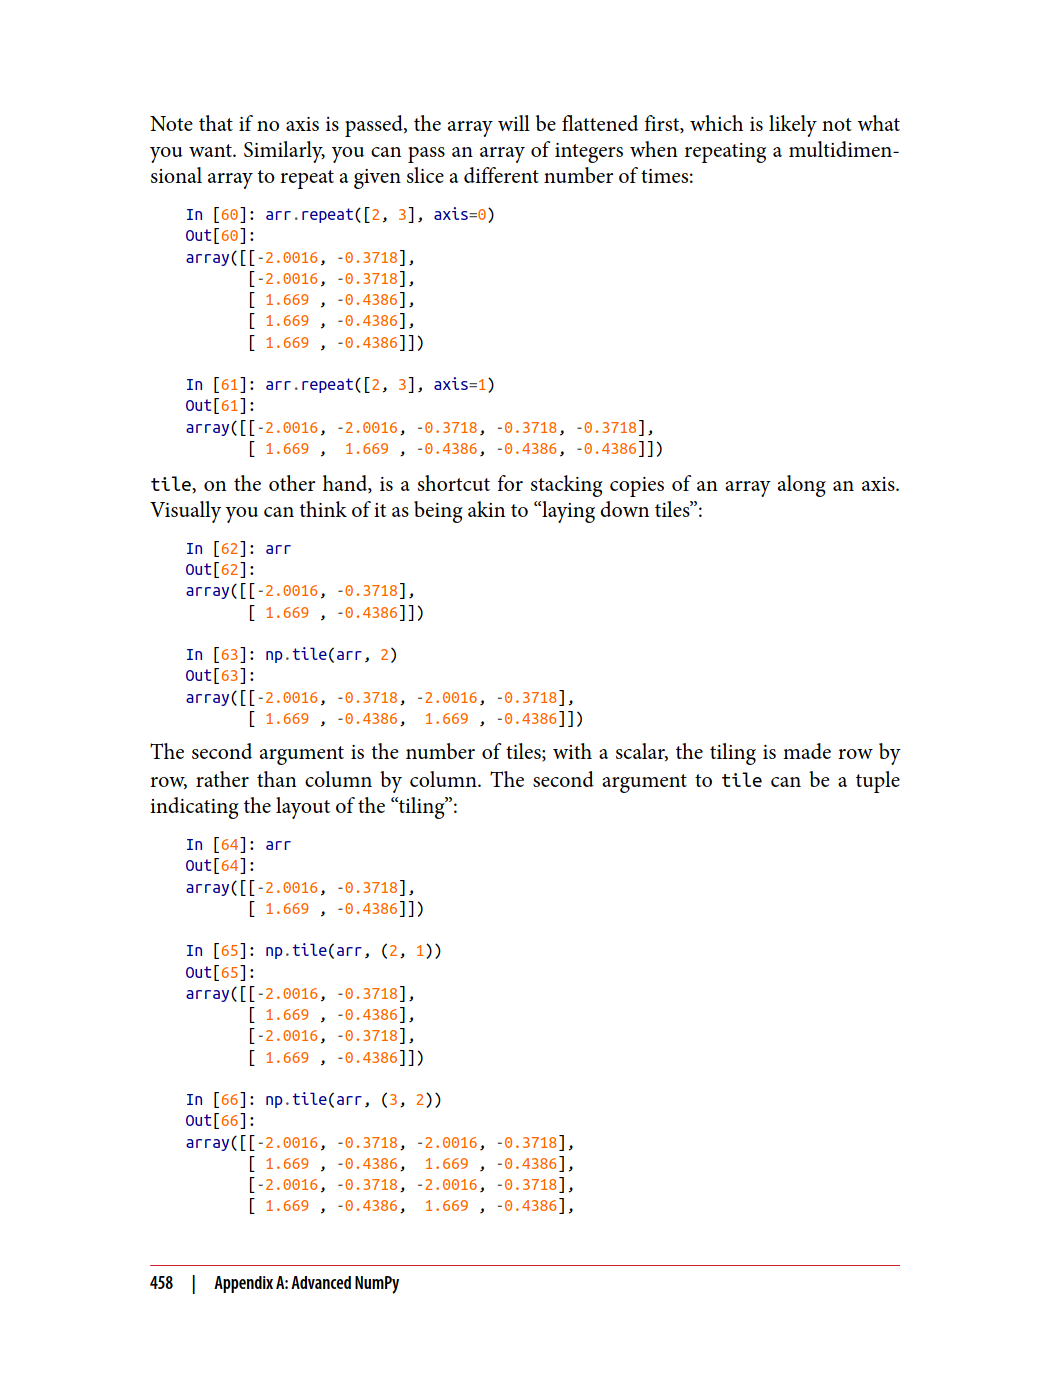 Note that if no axis is passed, the array will be flattened first, which is likely not what
you want. Similarly, you can pass an array of integers when repeating a multidimen-
sional array to repeat a given slice a different number of times:
In [60]: arr.repeat([2, 3], axis=0)
Out[60]:
array([[-2.0016, -0.3718],
       [-2.0016, -0.3718],
       [ 1.669 , -0.4386],
       [ 1.669 , -0.4386],
       [ 1.669 , -0.4386]])
In [61]: arr.repeat([2, 3], axis=1)
Out[61]:
array([[-2.0016, -2.0016, -0.3718, -0.3718, -0.3718],
       [ 1.669 ,  1.669 , -0.4386, -0.4386, -0.4386]])
tile, on the other hand, is a shortcut for stacking copies of an array along an axis.
Visually you can think of it as being akin to “laying down tiles”:
In [62]: arr
Out[62]:
array([[-2.0016, -0.3718],
       [ 1.669 , -0.4386]])
In [63]: np.tile(arr, 2)
Out[63]:
array([[-2.0016, -0.3718, -2.0016, -0.3718],
       [ 1.669 , -0.4386,  1.669 , -0.4386]])
The second argument is the number of tiles; with a scalar, the tiling is made row by
row, rather than column by column. The second argument to tile can be a tuple
indicating the layout of the “tiling”:
In [64]: arr
Out[64]:
array([[-2.0016, -0.3718],
       [ 1.669 , -0.4386]])
In [65]: np.tile(arr, (2, 1))
Out[65]:
array([[-2.0016, -0.3718],
       [ 1.669 , -0.4386],
       [-2.0016, -0.3718],
       [ 1.669 , -0.4386]])
In [66]: np.tile(arr, (3, 2))
Out[66]:
array([[-2.0016, -0.3718, -2.0016, -0.3718],
       [ 1.669 , -0.4386,  1.669 , -0.4386],
       [-2.0016, -0.3718, -2.0016, -0.3718],
       [ 1.669 , -0.4386,  1.669 , -0.4386],
458 | Appendix A: Advanced NumPy